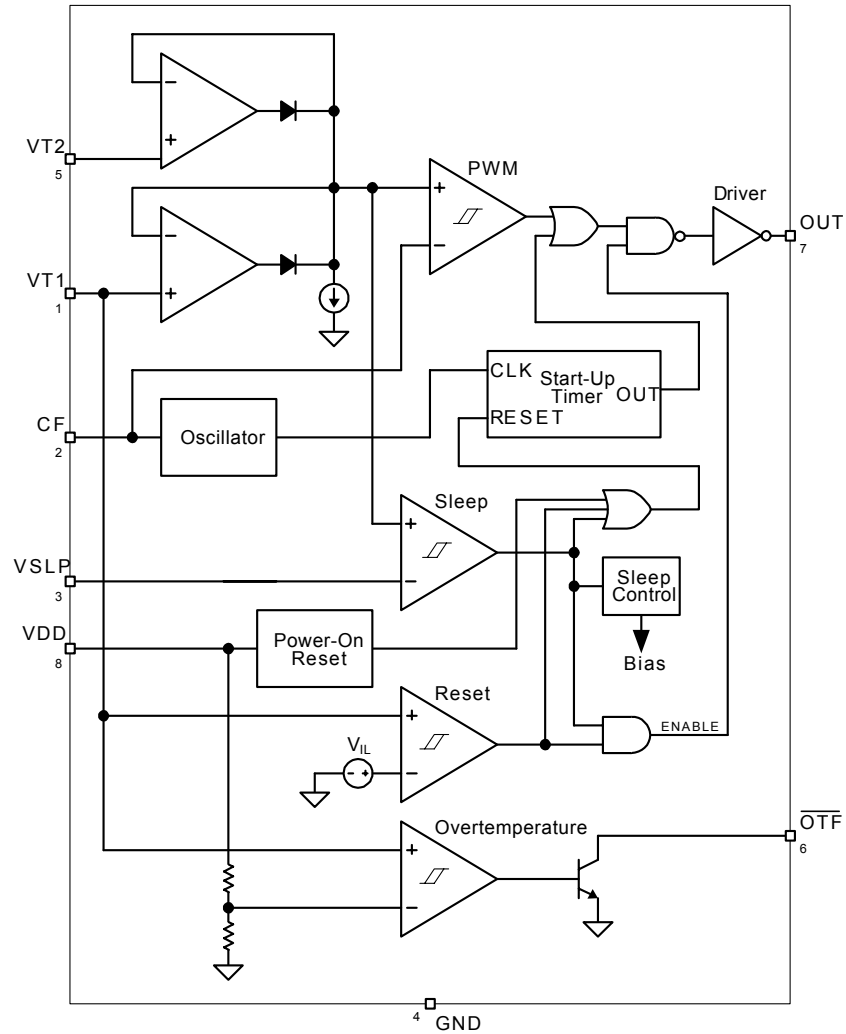 VT2
5
VT1
1
CF
2
VSLP
3
VDD
8
−
+
−
+
+
−
PWM
Driver
OUT
7
CLK
Start-Up
Timer
OUT
RESET
Oscillator
Sleep
+
−
Sleep
Control
Bias
Power-On
Reset
Reset
+
−
VIL
- +
ENABLE
Overtemperature
+
−
OTF
6
4
GND